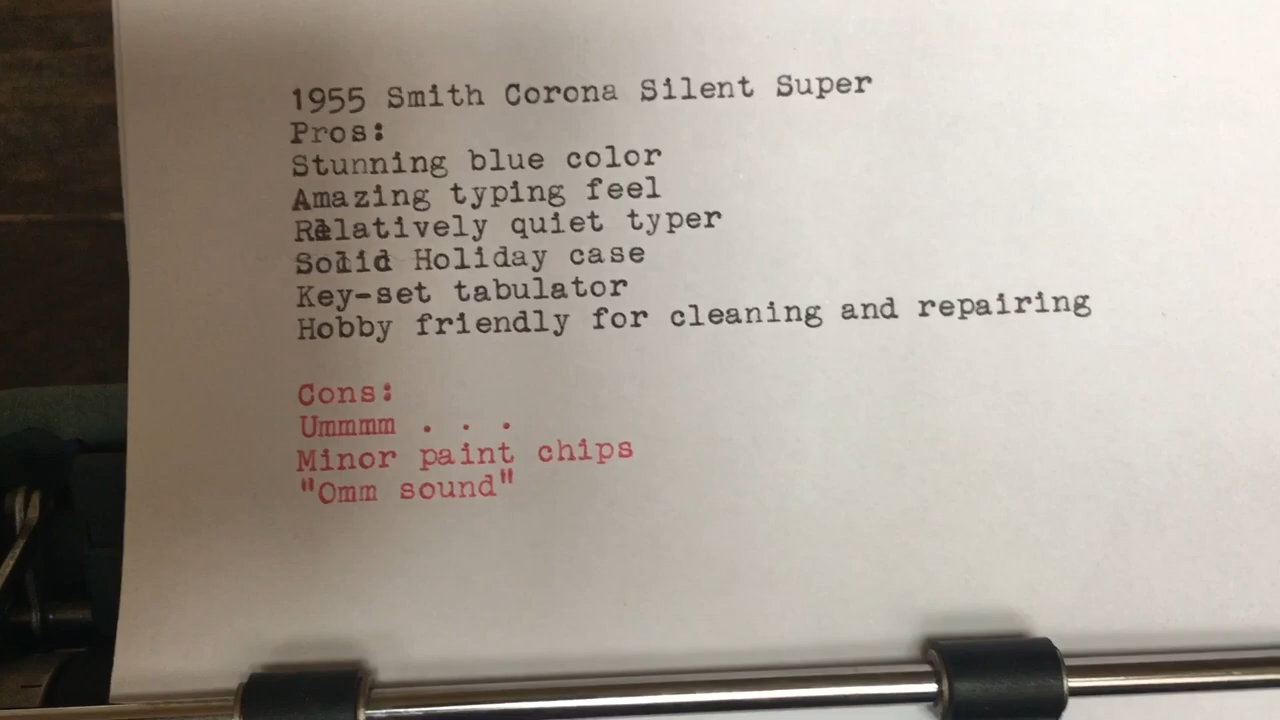 1955 Smith Corona Silent Super
Pros:
Stunning blue color
Amazing typing feel
Relatively quiet typer
Solid Holiday case
Key-set tabulator
Hobby friendly for cleaning and repairing
Cons:
Ummmm . . .
Minor paint chips
"Omm sound"